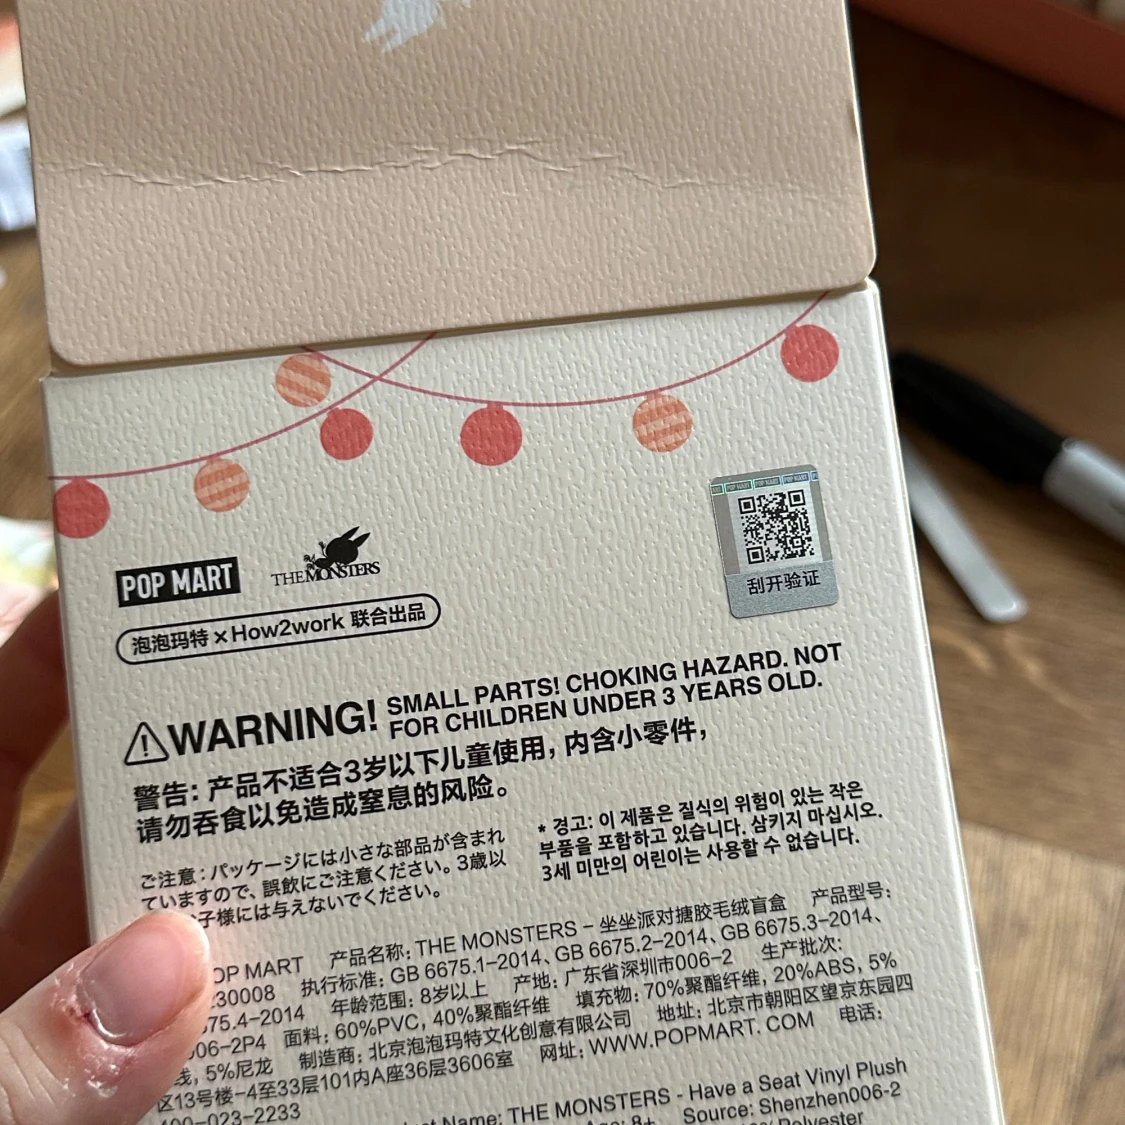 POP MART
THE MONSTERS
泡泡玛特×How2work 联合出品
刮开验证
WARNING! SMALL PARTS! CHOKING HAZARD. NOT
FOR CHILDREN UNDER 3 YEARS OLD.
警告: 产品不适合3岁以下儿童使用, 内含小零件,
请勿吞食以免造成窒息的风险。
ご注意:パッケージには小さな部品が含まれ
ていますので、誤飲にご注意ください。3歳以
子様には与えないでください。
* 경고: 이 제품은 질식의 위험이 있는 작은
부품을 포함하고 있습니다. 삼키지 마십시오.
3세 미만의 어린이는 사용할 수 없습니다.
OP MART 产品名称: THE MONSTERS – 坐坐派对搪胶毛绒盲盒 产品型号:
30008 执行标准: GB 6675.1–2014、GB 6675.2–2014、GB 6675.3–2014、
675.4–2014 年龄范围: 8岁以上 产地: 广东省深圳市006–2 生产批次:
06–2P4 面料: 60%PVC, 40%聚酯纤维 填充物: 70%聚酯纤维, 20%ABS, 5%
线, 5%尼龙 制造商: 北京泡泡玛特文化创意有限公司 地址: 北京市朝阳区望京东园四
区13号楼–4至33层101内A座36层3606室 网址: WWW.POPMART.COM 电话:
400–023–2233
Name: THE MONSTERS - Have a Seat Vinyl Plush
Age: 8+ Source: Shenzhen006-2
Polyester